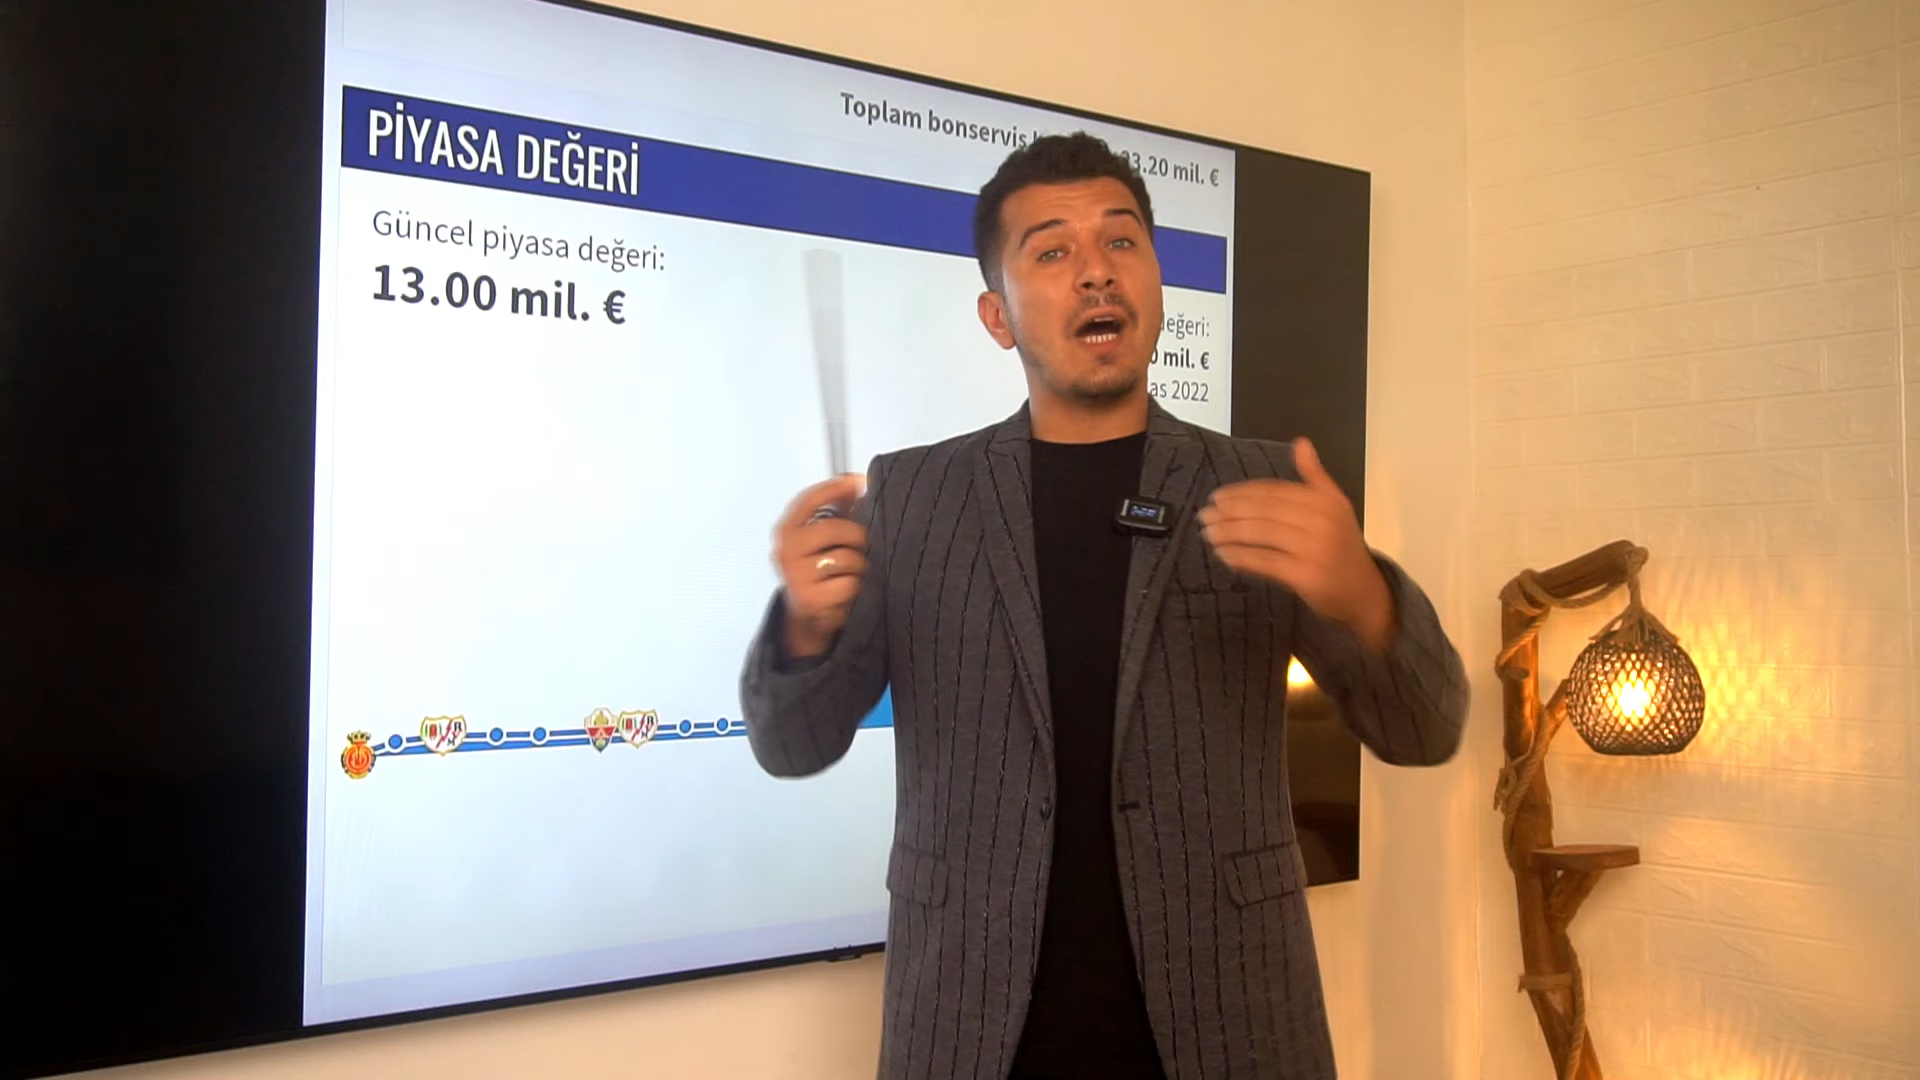 Toplam bonservis
3.20 mil. €
PİYASA DEĞERİ
Güncel piyasa değeri:
13.00 mil. €
değeri:
mil. €
2022